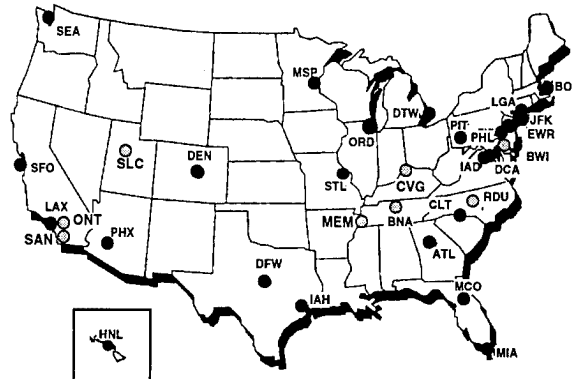 SEA
MSP
BO
LGA
DTW
JFK
PIT
PHL
EWR
ORD
BWI
IAD
DCA
SFO
SLC
DEN
STL
CVG
RDU
LAX
ONT
MEM
BNA
CLT
SAN
PHX
ATL
DFW
MCO
IAH
HNL
MIA